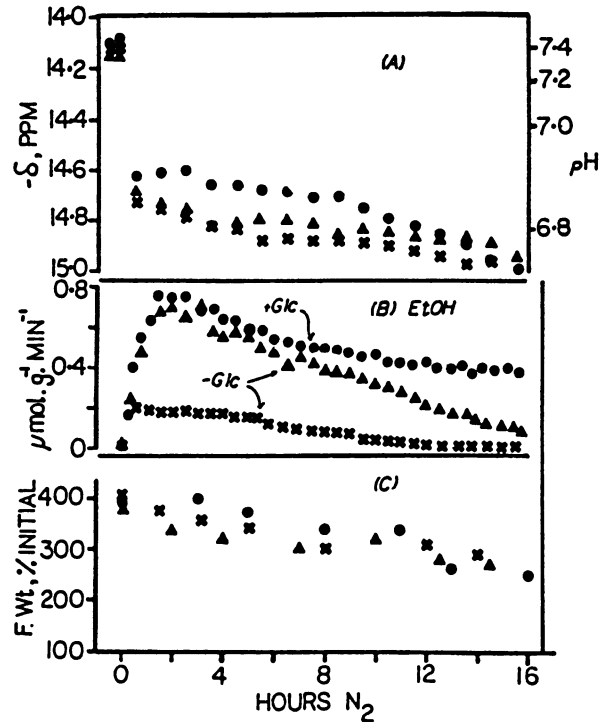 (A)
-δ, PPM
14·0
14·2
14·4
14·6
14·8
15·0
7·4
7·2
7·0
6·8
pH
(B) EtOH
μmol.g⁻¹ MIN⁻¹
0·8
0·4
0
+Glc
-Glc
(C)
F. Wt, % INITIAL
400
300
200
100
0
4
8
12
16
HOURS N₂